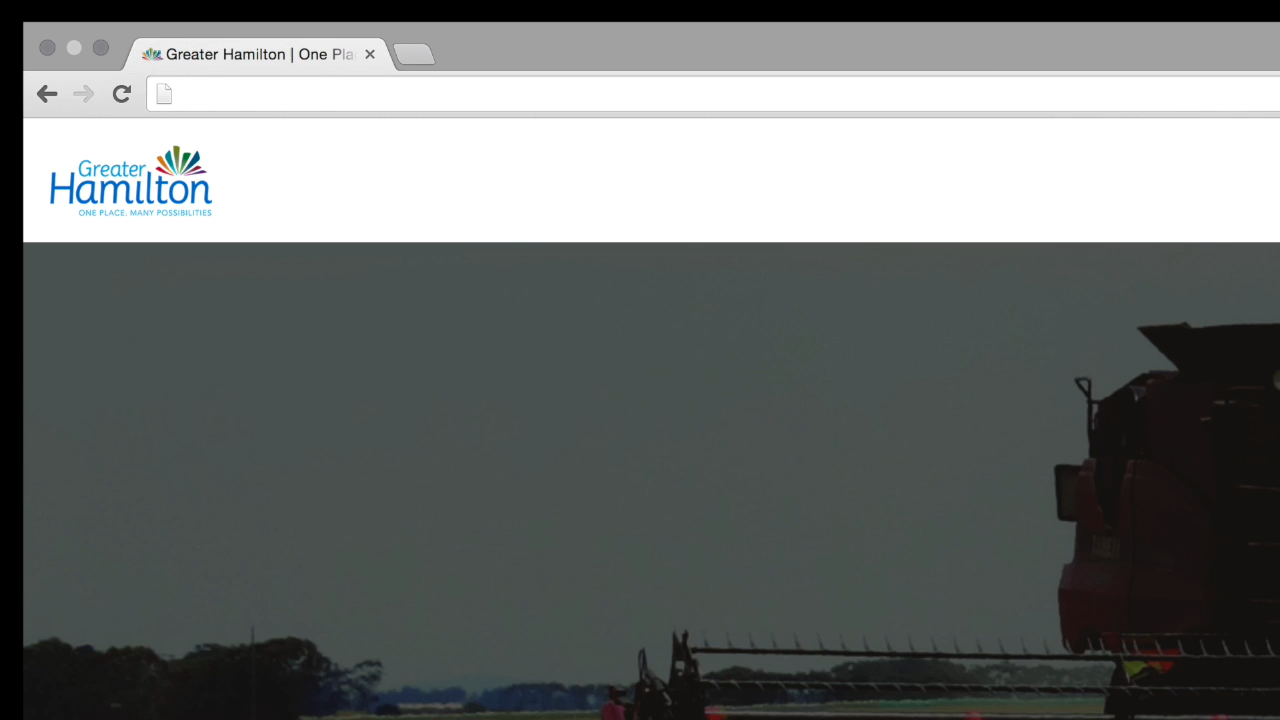 Greater Hamilton | One Pla
Greater
Hamilton
ONE PLACE. MANY POSSIBILITIES